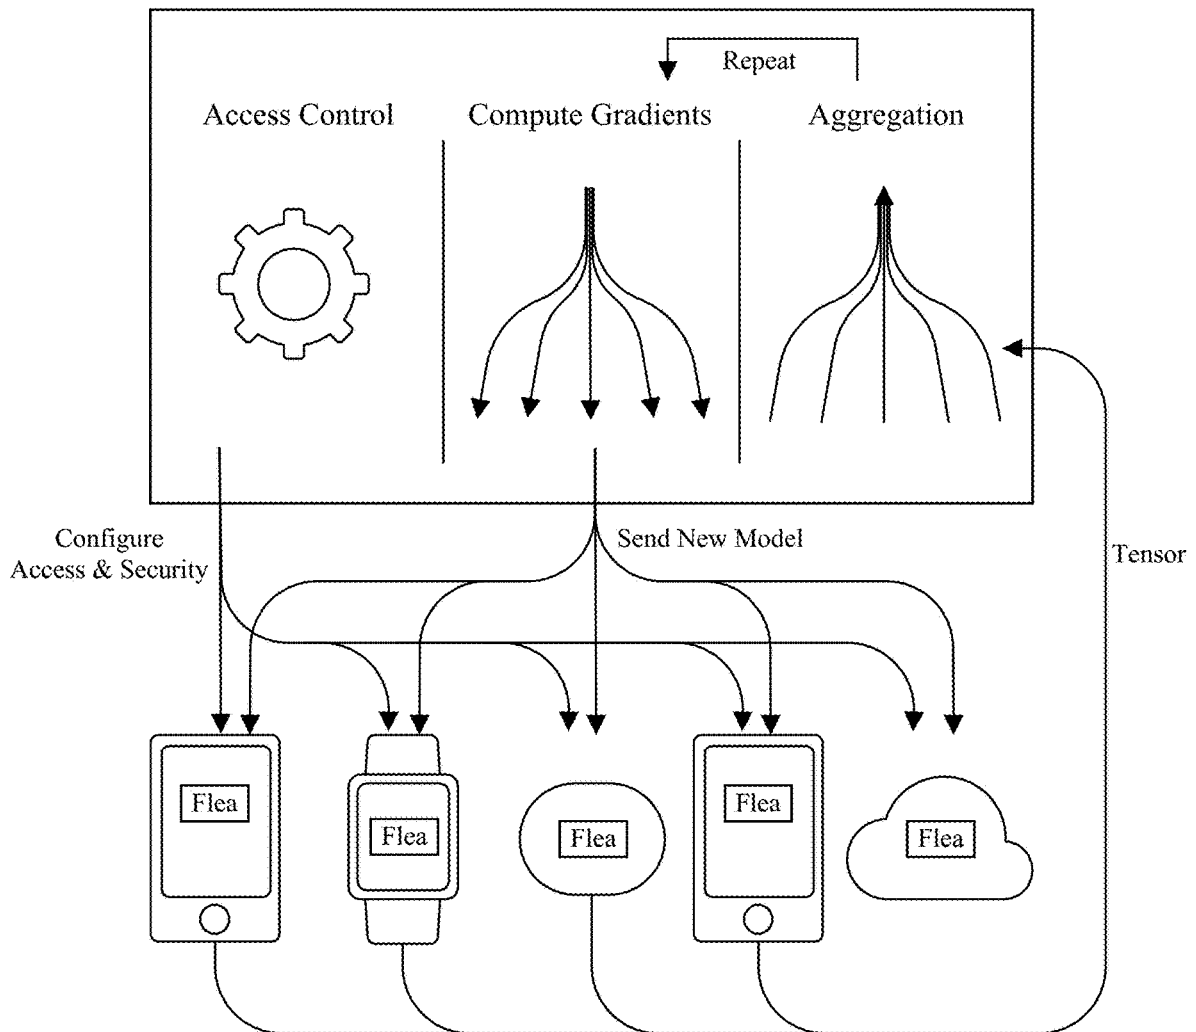 Repeat
Access Control
Compute Gradients
Aggregation
Configure
Access & Security
Send New Model
Tensor
Flea
Flea
Flea
Flea
Flea